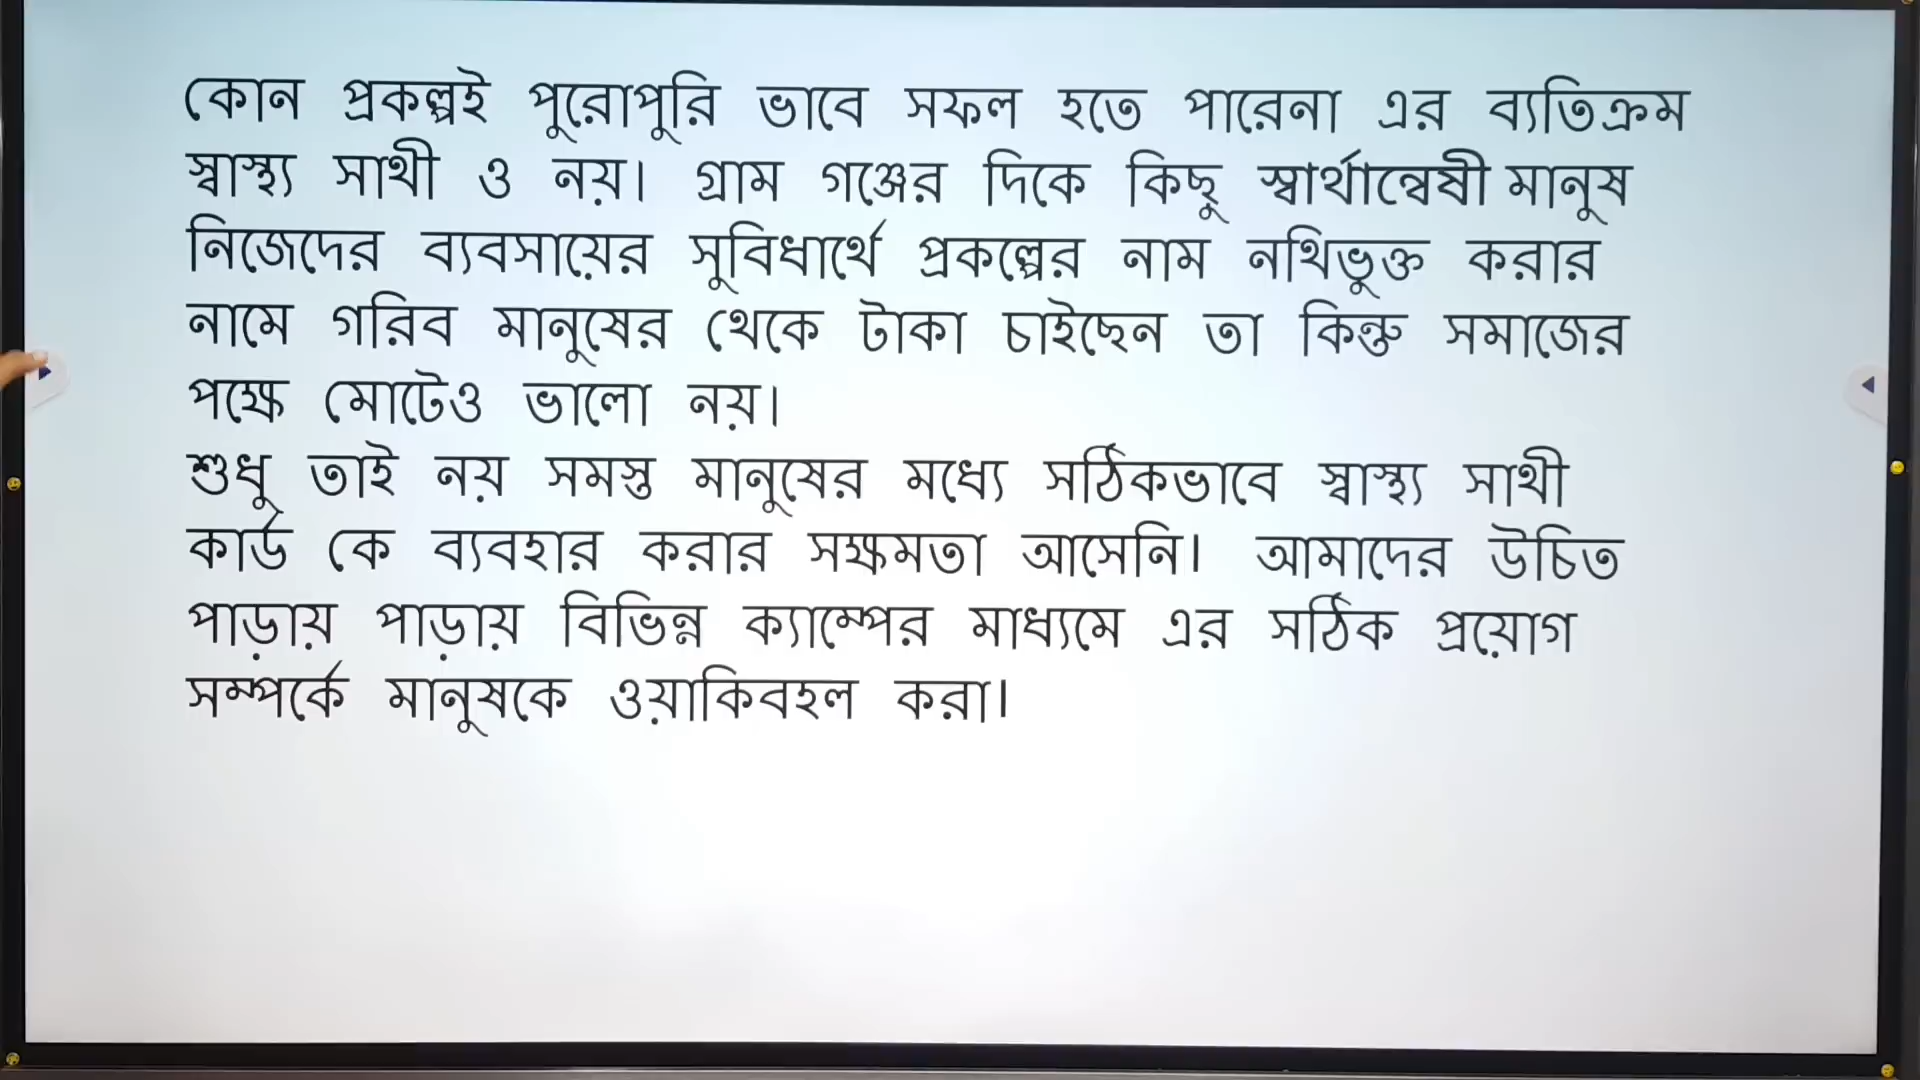 কোন প্রকল্পই পুরোপুরি ভাবে সফল হতে পারেনা এর ব্যতিক্রম
স্বাস্থ্য সাথী ও নয়। গ্রাম গঞ্জের দিকে কিছু স্বার্থান্বেষী মানুষ
নিজেদের ব্যবসায়ের সুবিধার্থে প্রকল্পের নাম নথিভুক্ত করার
নামে গরিব মানুষের থেকে টাকা চাইছেন তা কিন্তু সমাজের
পক্ষে মোটেও ভালো নয়।
শুধু তাই নয় সমস্ত মানুষের মধ্যে সঠিকভাবে স্বাস্থ্য সাথী
কার্ড কে ব্যবহার করার সক্ষমতা আসেনি। আমাদের উচিত
পাড়ায় পাড়ায় বিভিন্ন ক্যাম্পের মাধ্যমে এর সঠিক প্রয়োগ
সম্পর্কে মানুষকে ওয়াকিবহল করা।